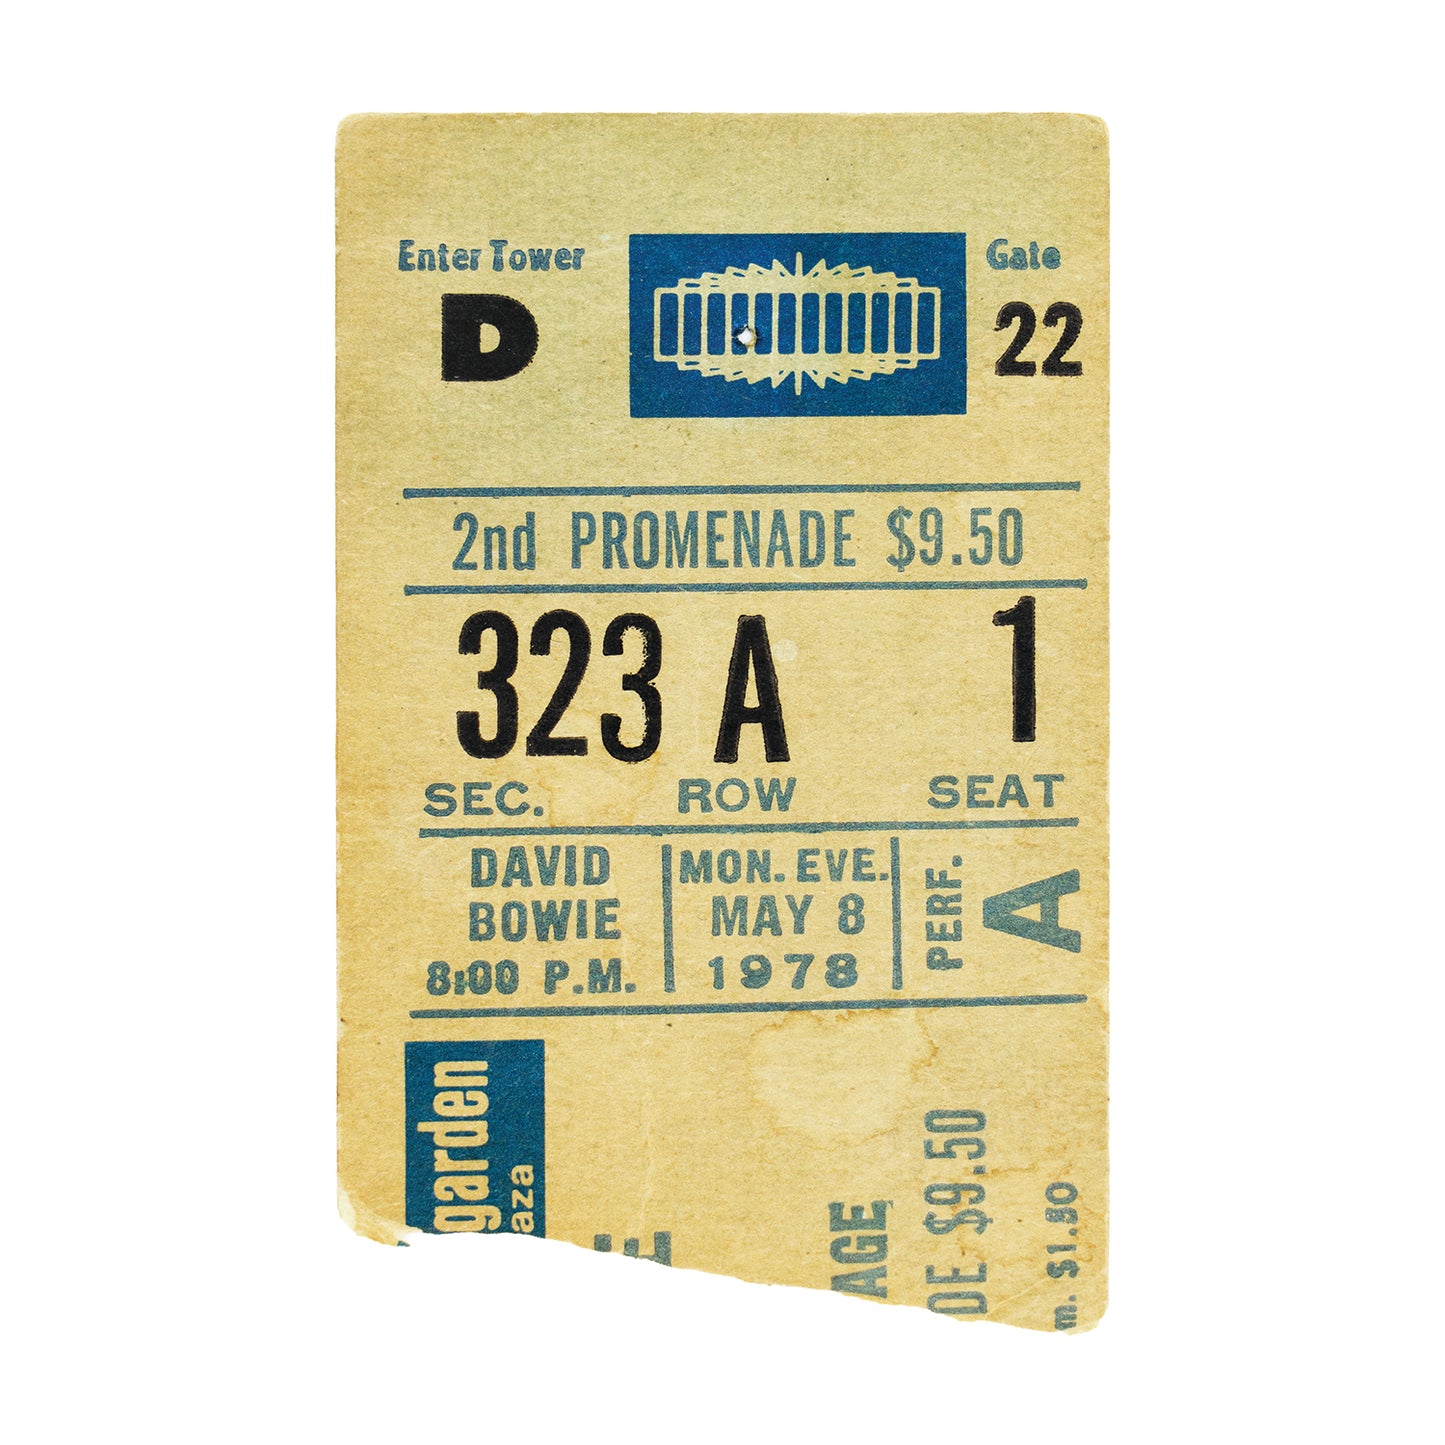 Enter Tower
D
Gate
22
2nd PROMENADE $9.50
323 A 1
SEC. ROW SEAT
DAVID
BOWIE
8:00 P.M.
MON. EVE.
MAY 8
1978
PERF.
A
garden
aza
E
AGE
DE $9.50
m. $1.80